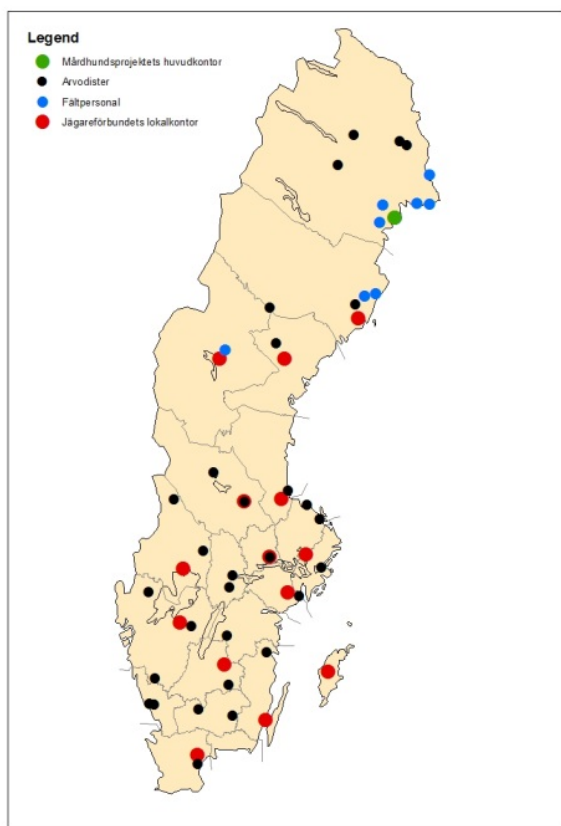 Legend
Mårdhundsprojektets huvudkontor
Arvodister
Fältpersonal
Jägareförbundets lokalkontor